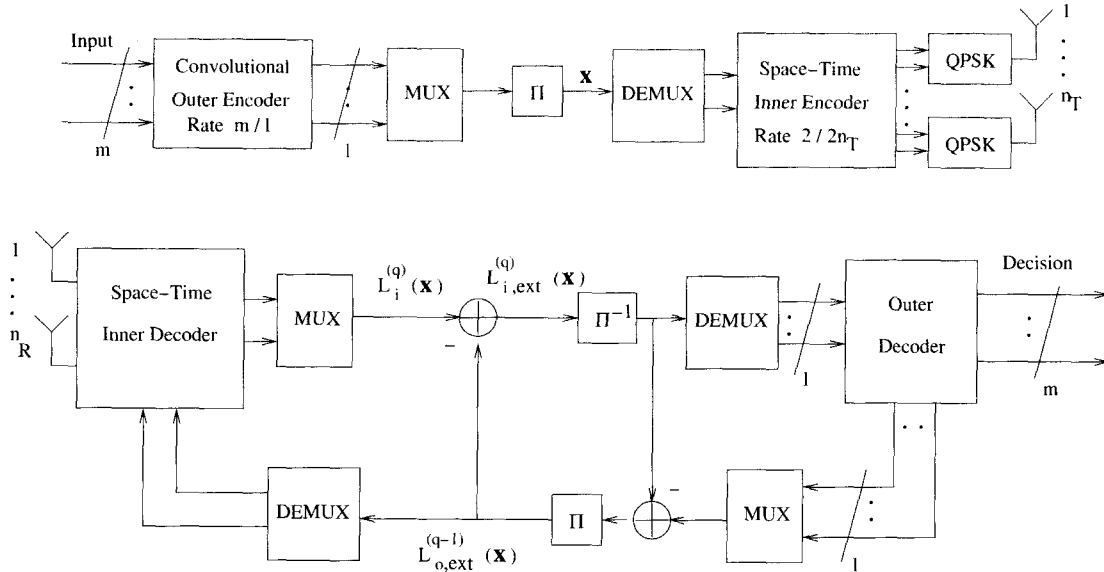 Input
m
Convolutional
Outer Encoder
Rate m / l
l
MUX
Π
x
DEMUX
Space-Time
Inner Encoder
Rate 2 / 2n_T
QPSK
QPSK
1
n_T
1
n_R
Space-Time
Inner Decoder
MUX
L_i^(q) (x)
L_i,ext^(q) (x)
−
Π^−1
DEMUX
l
Outer
Decoder
Decision
m
DEMUX
L_o,ext^(q-1) (x)
Π
−
MUX
l